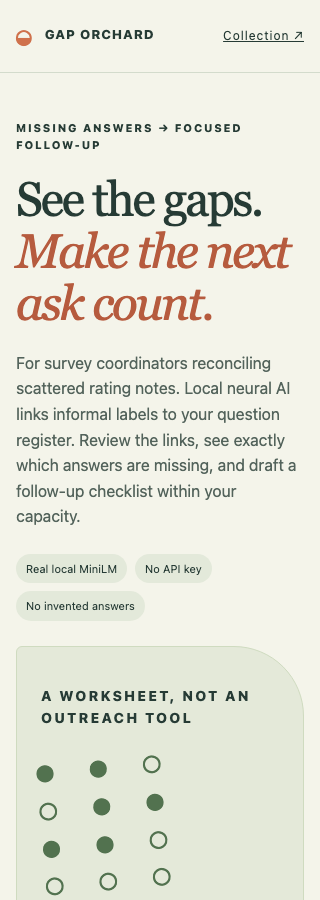 GAP ORCHARD
Collection ↗
MISSING ANSWERS → FOCUSED
FOLLOW-UP
See the gaps.
Make the next
ask count.
For survey coordinators reconciling
scattered rating notes. Local neural AI
links informal labels to your question
register. Review the links, see exactly
which answers are missing, and draft a
follow-up checklist within your
capacity.
Real local MiniLM
No API key
No invented answers
A WORKSHEET, NOT AN
OUTREACH TOOL